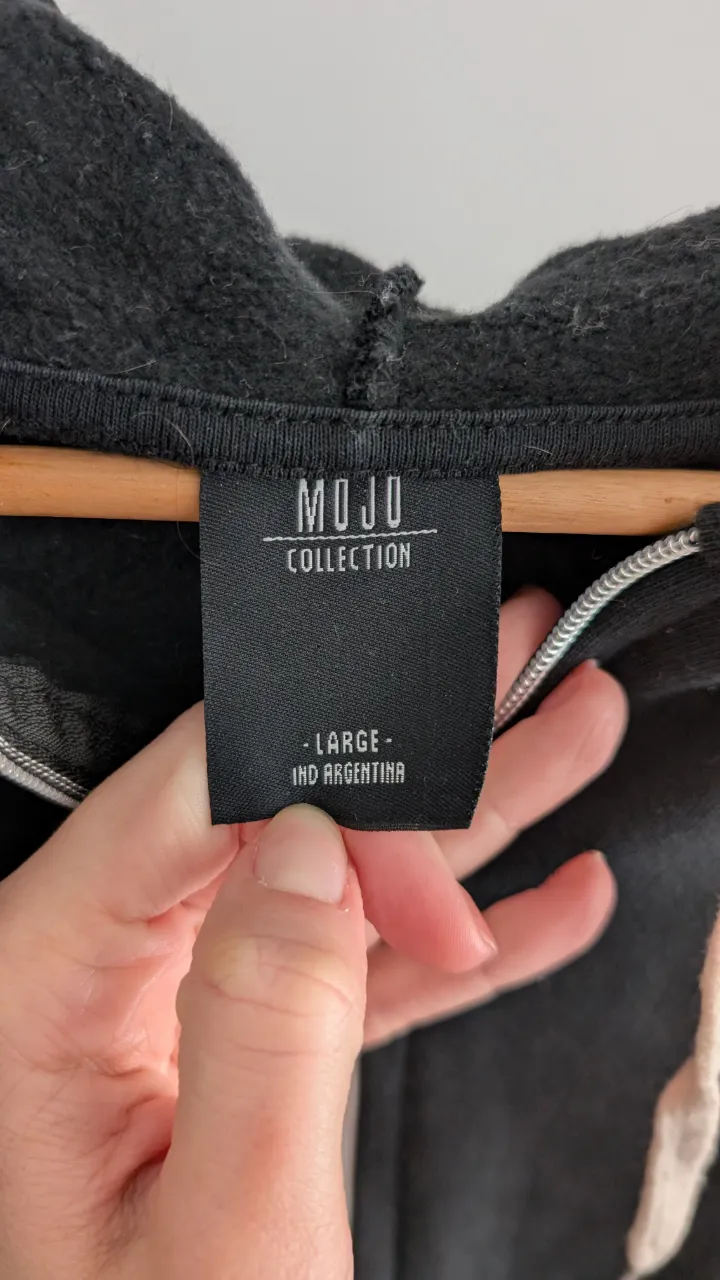 MOJO
COLLECTION
- LARGE -
IND ARGENTINA